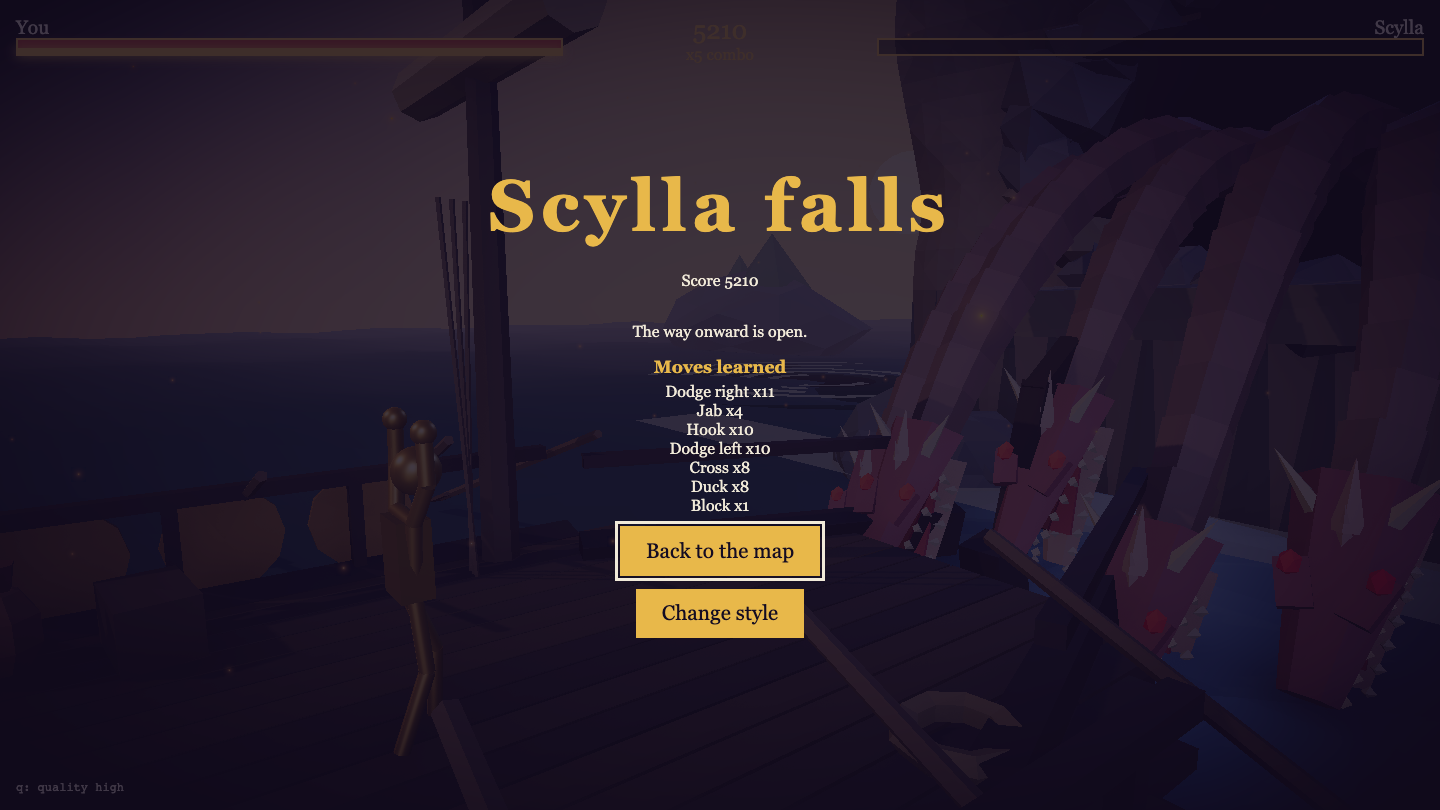 You
5210
x5 combo
Scylla
Scylla falls
Score 5210
The way onward is open.
Moves learned
Dodge right x11
Jab x4
Hook x10
Dodge left x10
Cross x8
Duck x8
Block x1
Back to the map
Change style
q: quality high